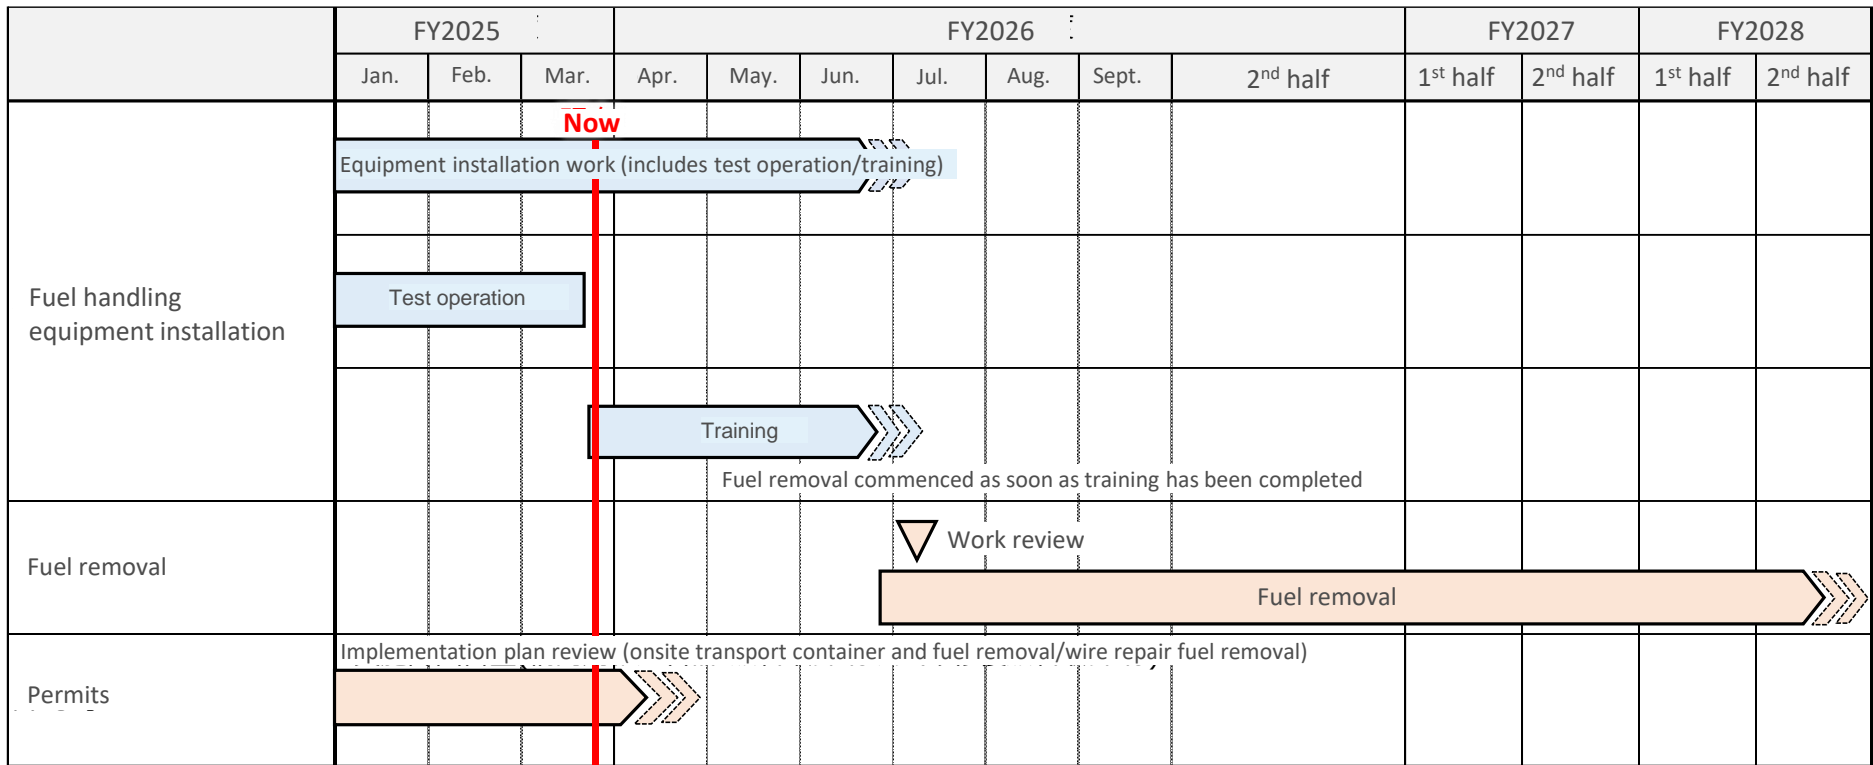 FY2025 FY2026 FY2027 FY2028
Jan. Feb. Mar. Apr. May. Jun. Jul. Aug. Sept. 2nd half 1st half 2nd half 1st half 2nd half
Now
Equipment installation work (includes test operation/training)
Fuel handling
equipment installation
Test operation
Training
Fuel removal commenced as soon as training has been completed
Work review
Fuel removal
Fuel removal
Implementation plan review (onsite transport container and fuel removal/wire repair fuel removal)
Permits